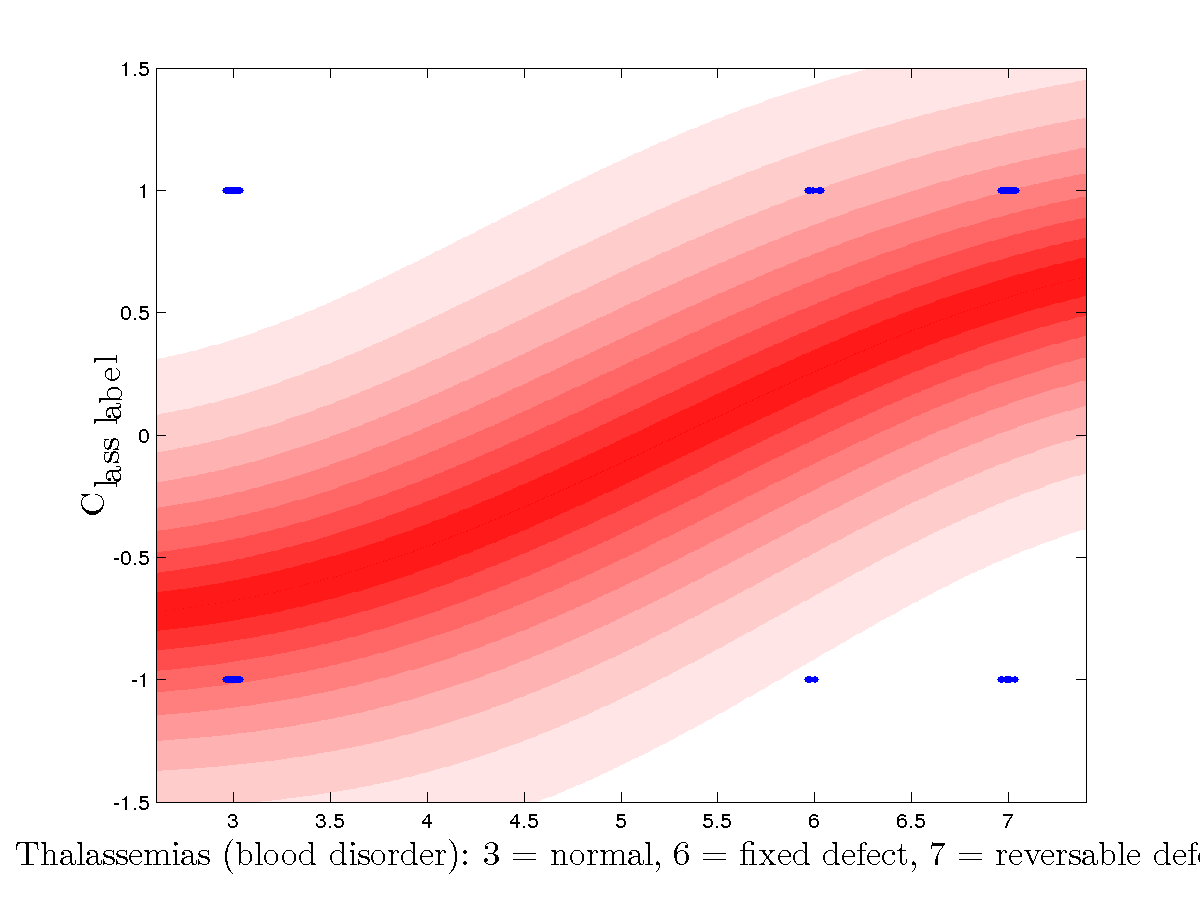 1.5
1
0.5
0
-0.5
-1
-1.5
Class label
3 3.5 4 4.5 5 5.5 6 6.5 7
Thalassemias (blood disorder): 3 = normal, 6 = fixed defect, 7 = reversable